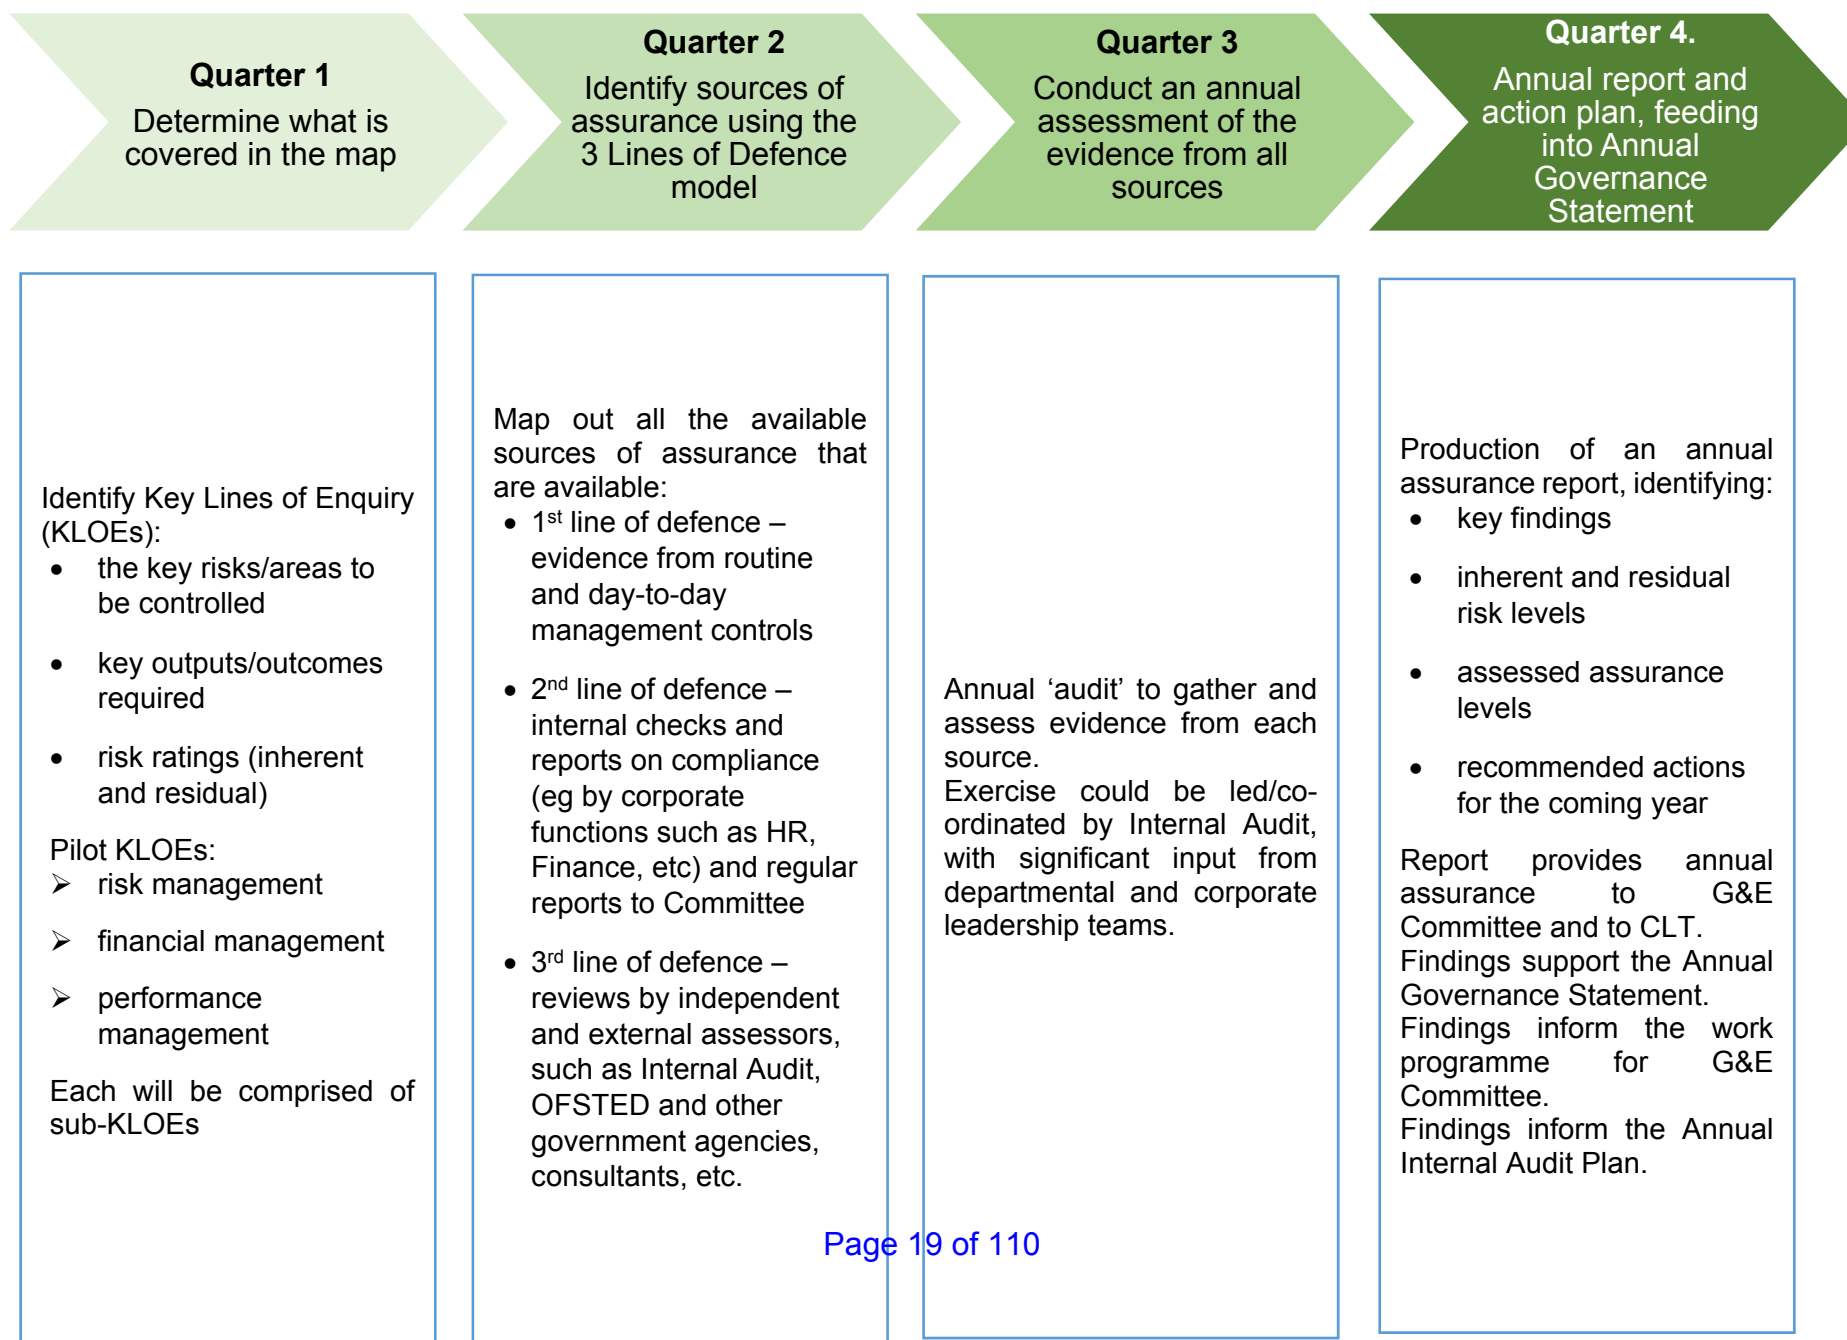 Quarter 1
Determine what is
covered in the map
Quarter 2
Identify sources of
assurance using the
3 Lines of Defence
model
Quarter 3
Conduct an annual
assessment of the
evidence from all
sources
Quarter 4.
Annual report and
action plan, feeding
into Annual
Governance
Statement
Identify Key Lines of Enquiry
(KLOEs):
• the key risks/areas to
be controlled
• key outputs/outcomes
required
• risk ratings (inherent
and residual)
Pilot KLOEs:
➢ risk management
➢ financial management
➢ performance
management
Each will be comprised of
sub-KLOEs
Map out all the available
sources of assurance that
are available:
• 1st line of defence –
evidence from routine
and day-to-day
management controls
• 2nd line of defence –
internal checks and
reports on compliance
(eg by corporate
functions such as HR,
Finance, etc) and regular
reports to Committee
• 3rd line of defence –
reviews by independent
and external assessors,
such as Internal Audit,
OFSTED and other
government agencies,
consultants, etc.
Annual ‘audit’ to gather and
assess evidence from each
source.
Exercise could be led/co-
ordinated by Internal Audit,
with significant input from
departmental and corporate
leadership teams.
Production of an annual
assurance report, identifying:
• key findings
• inherent and residual
risk levels
• assessed assurance
levels
• recommended actions
for the coming year
Report provides annual
assurance to G&E
Committee and to CLT.
Findings support the Annual
Governance Statement.
Findings inform the work
programme for G&E
Committee.
Findings inform the Annual
Internal Audit Plan.
Page 19 of 110